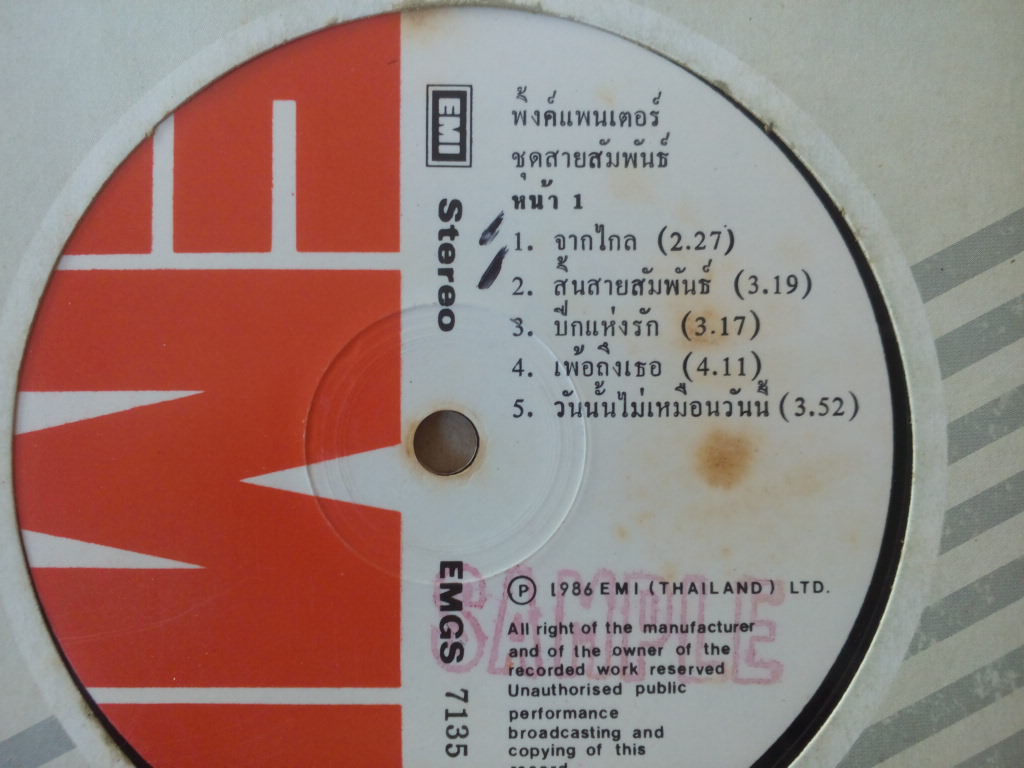 EMI
Stereo
พิ้งค์แพนเตอร์
ชุดสายสัมพันธ์
หน้า 1
1. จากไกล (2.27)
2. สิ้นสายสัมพันธ์ (3.19)
3. ปีกแห่งรัก (3.17)
4. เพ้อถึงเธอ (4.11)
5. วันนั้นไม่เหมือนวันนี้ (3.52)
EMGS 7135
SAMPLE
Ⓟ 1986 EMI (THAILAND) LTD.
All right of the manufacturer
and of the owner of the
recorded work reserved
Unauthorised public
performance
broadcasting and
copying of this